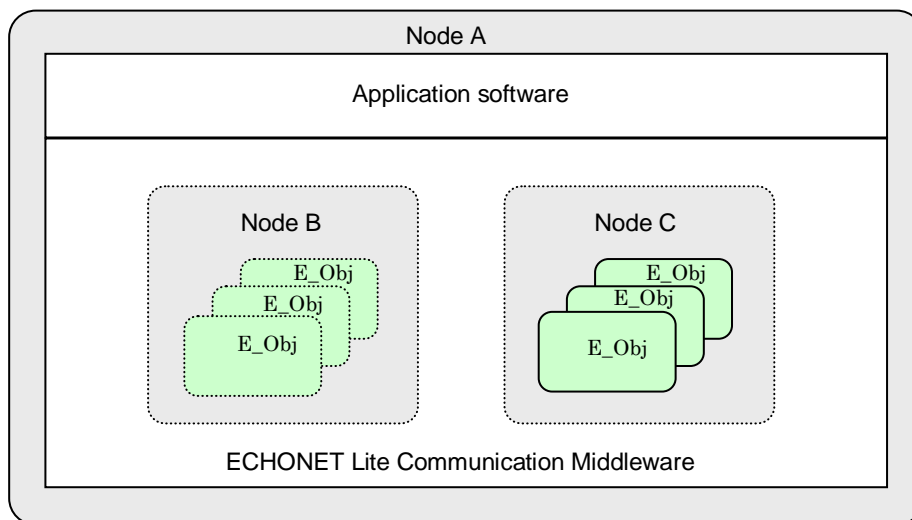 Node A
Application software
Node B
E_Obj
E_Obj
E_Obj
Node C
E_Obj
E_Obj
E_Obj
ECHONET Lite Communication Middleware